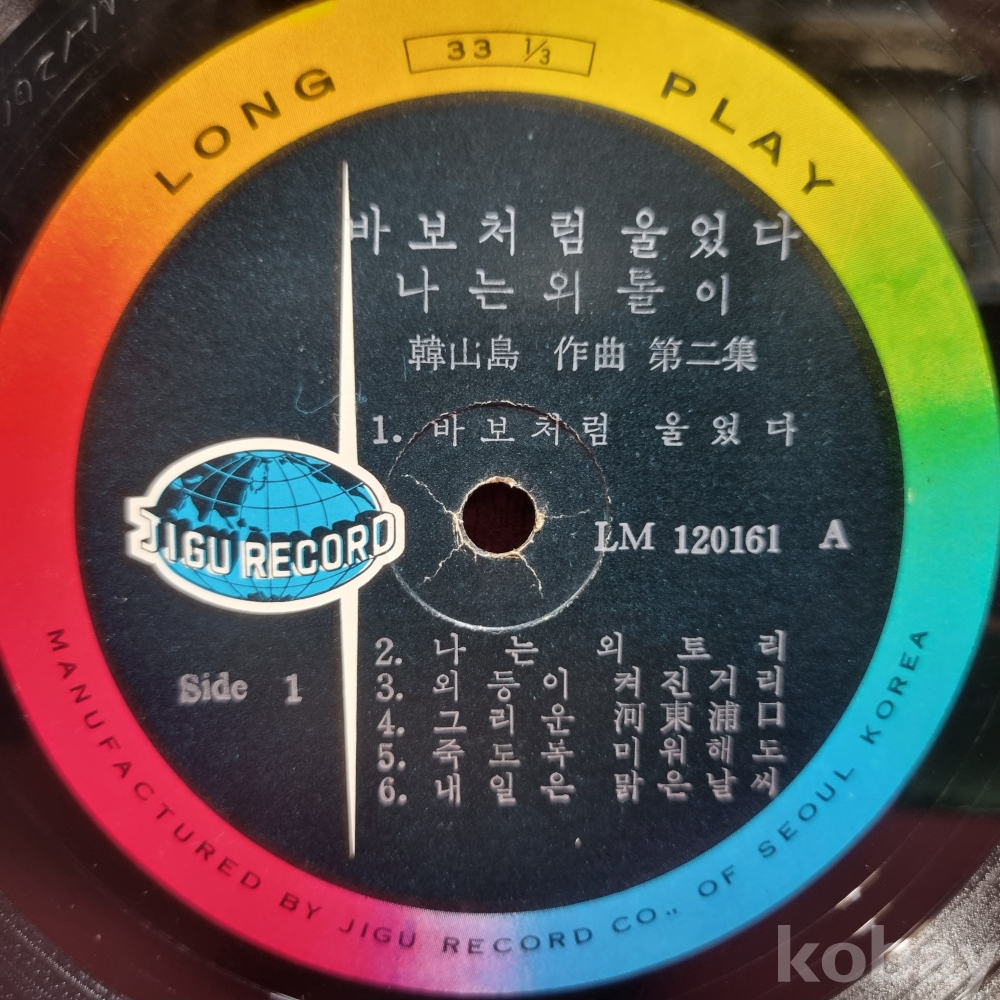 LONG 33 1/3 PLAY
바보처럼 울었다
나는 외톨이
韓山島 作曲 第二集
1. 바보처럼 울었다
JIGU RECORD
LM 120161 A
Side 1
2. 나는 외토리
3. 외등이 켜진거리
4. 그리운 河東浦口
5. 죽도록 미워해도
6. 내일은 맑은날씨
MANUFACTURED BY JIGU RECORD CO., OF SEOUL KOREA
kobay